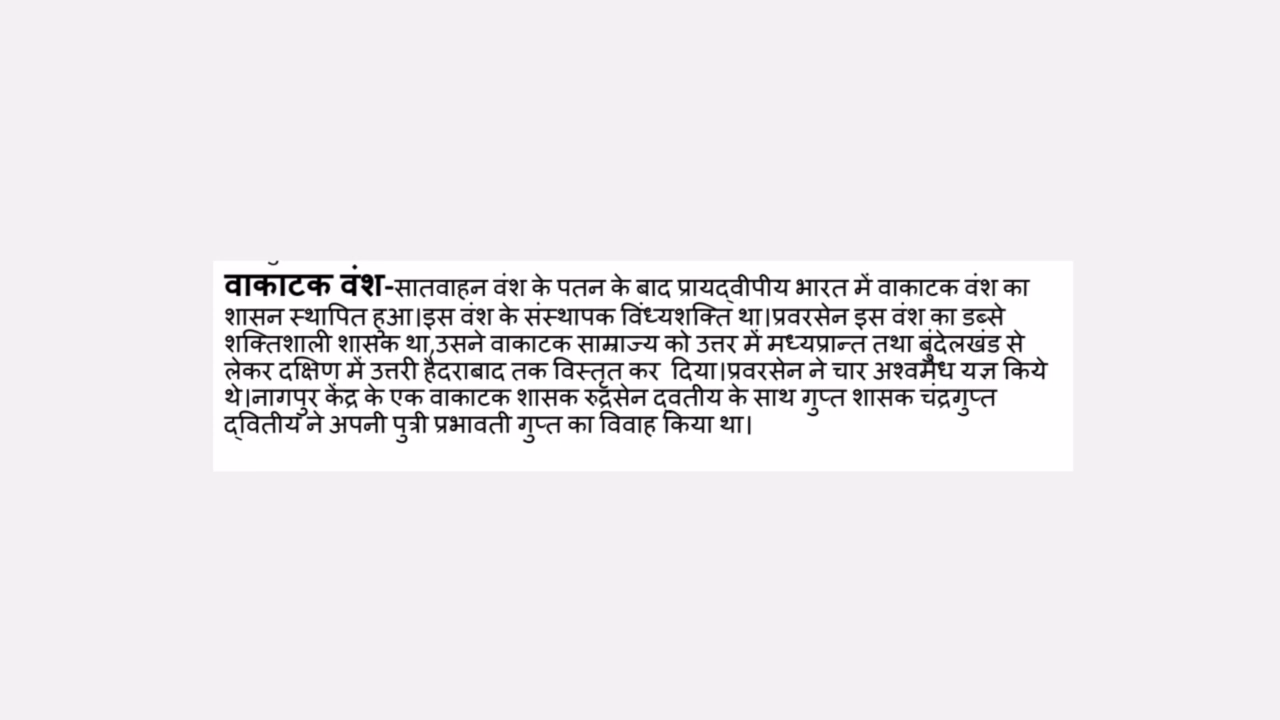 वाकाटक वंश-सातवाहन वंश के पतन के बाद प्रायद्वीपीय भारत में वाकाटक वंश का
शासन स्थापित हुआ।इस वंश के संस्थापक विंध्यशक्ति था।प्रवरसेन इस वंश का डब्से
शक्तिशाली शासक था,उसने वाकाटक साम्राज्य को उत्तर में मध्यप्रान्त तथा बुंदेलखंड से
लेकर दक्षिण में उत्तरी हैदराबाद तक विस्तृत कर दिया।प्रवरसेन ने चार अश्वमेध यज्ञ किये
थे।नागपुर केंद्र के एक वाकाटक शासक रुद्रसेन द्वतीय के साथ गुप्त शासक चंद्रगुप्त
द्वितीय ने अपनी पुत्री प्रभावती गुप्त का विवाह किया था।